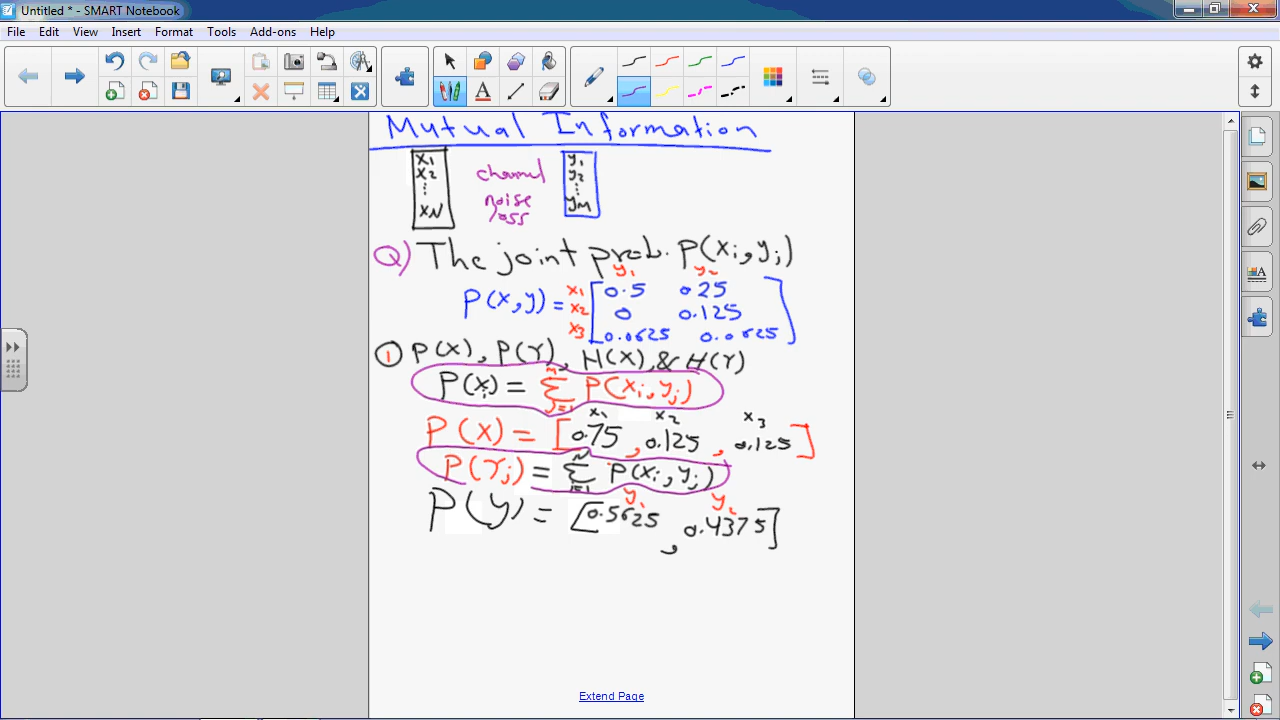 Untitled * - SMART Notebook
File Edit View Insert Format Tools Add-ons Help
Mutual Information
x1 y1
x2 channel y2
⋮ noise ⋮
xN loss yM
Q) The joint prob. P(xi,yj)
y1 y2
P(x,y) = x1 [0.5 0.25
x2 0 0.125
x3 0.0625 0.0625]
① P(X), P(Y), H(X), & H(Y)
P(xi) = ∑ j=1 m P(xi,yj)
x1 x2 x3
P(X) = [0.75, 0.125, 0.125]
P(Yj) = ∑ i=1 N P(xi,yj)
y1 y2
P(y) = [0.5625, 0.4375]
Extend Page